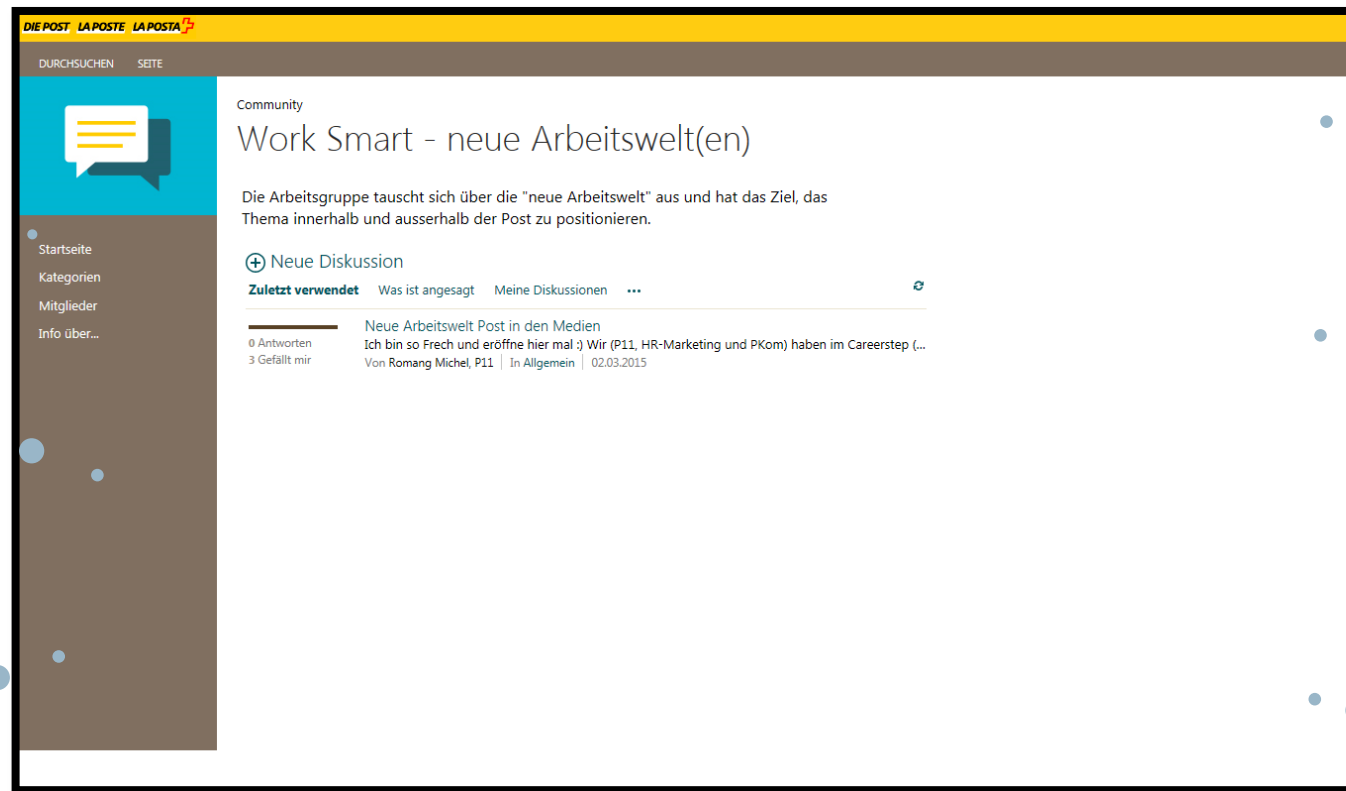 DIE POST LA POSTE LA POSTA
DURCHSUCHEN SEITE
Community
Work Smart - neue Arbeitswelt(en)
Die Arbeitsgruppe tauscht sich über die "neue Arbeitswelt" aus und hat das Ziel, das
Thema innerhalb und ausserhalb der Post zu positionieren.
Startseite
Kategorien
Mitglieder
Info über...
Neue Diskussion
Zuletzt verwendet Was ist angesagt Meine Diskussionen ...
0 Antworten
3 Gefällt mir
Neue Arbeitswelt Post in den Medien
Ich bin so Frech und eröffne hier mal :) Wir (P11, HR-Marketing und PKom) haben im Careerstep (...
Von Romang Michel, P11 | In Allgemein | 02.03.2015